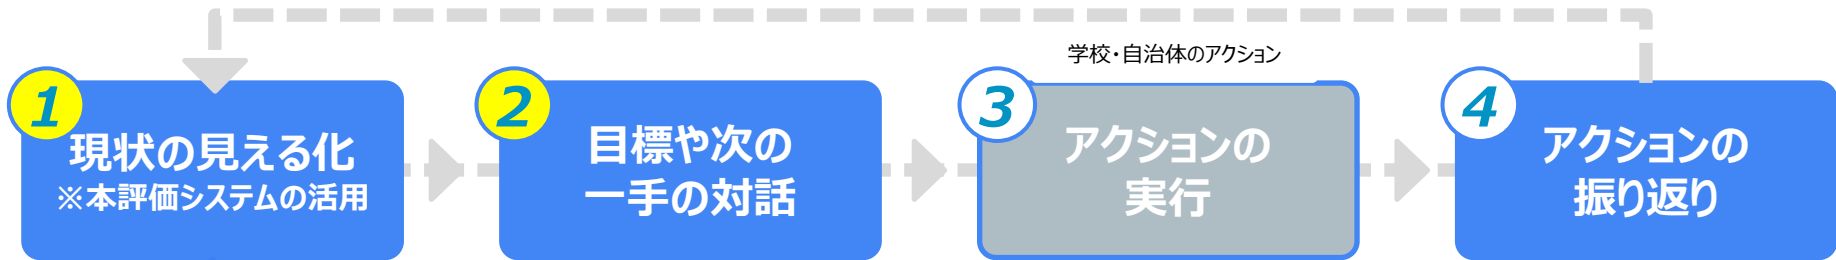 学校・自治体のアクション
1
現状の見える化
※本評価システムの活用
2
目標や次の
一手の対話
3
アクションの
実行
4
アクションの
振り返り